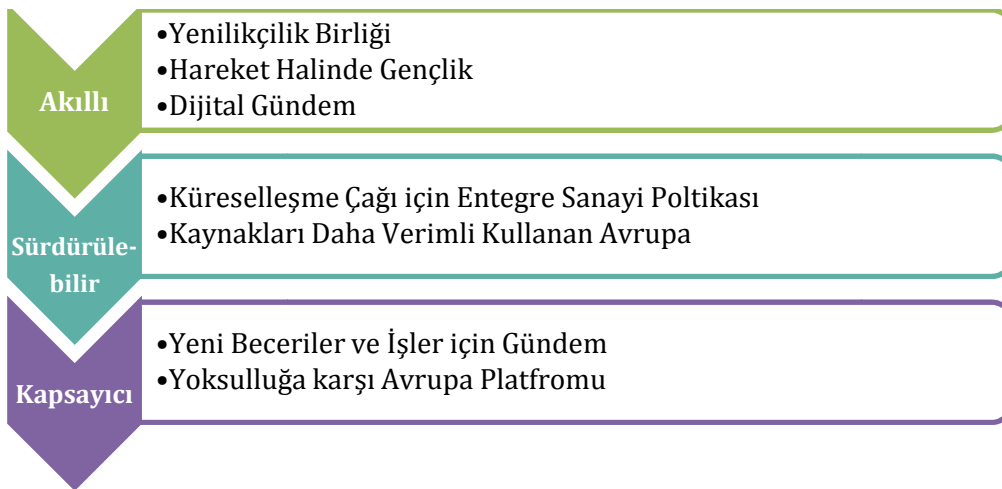 Akıllı
•Yenilikçilik Birliği
•Hareket Halinde Gençlik
•Dijital Gündem
Sürdürüle-
bilir
•Küreselleşme Çağı için Entegre Sanayi Poltikası
•Kaynakları Daha Verimli Kullanan Avrupa
Kapsayıcı
•Yeni Beceriler ve İşler için Gündem
•Yoksulluğa karşı Avrupa Platfromu